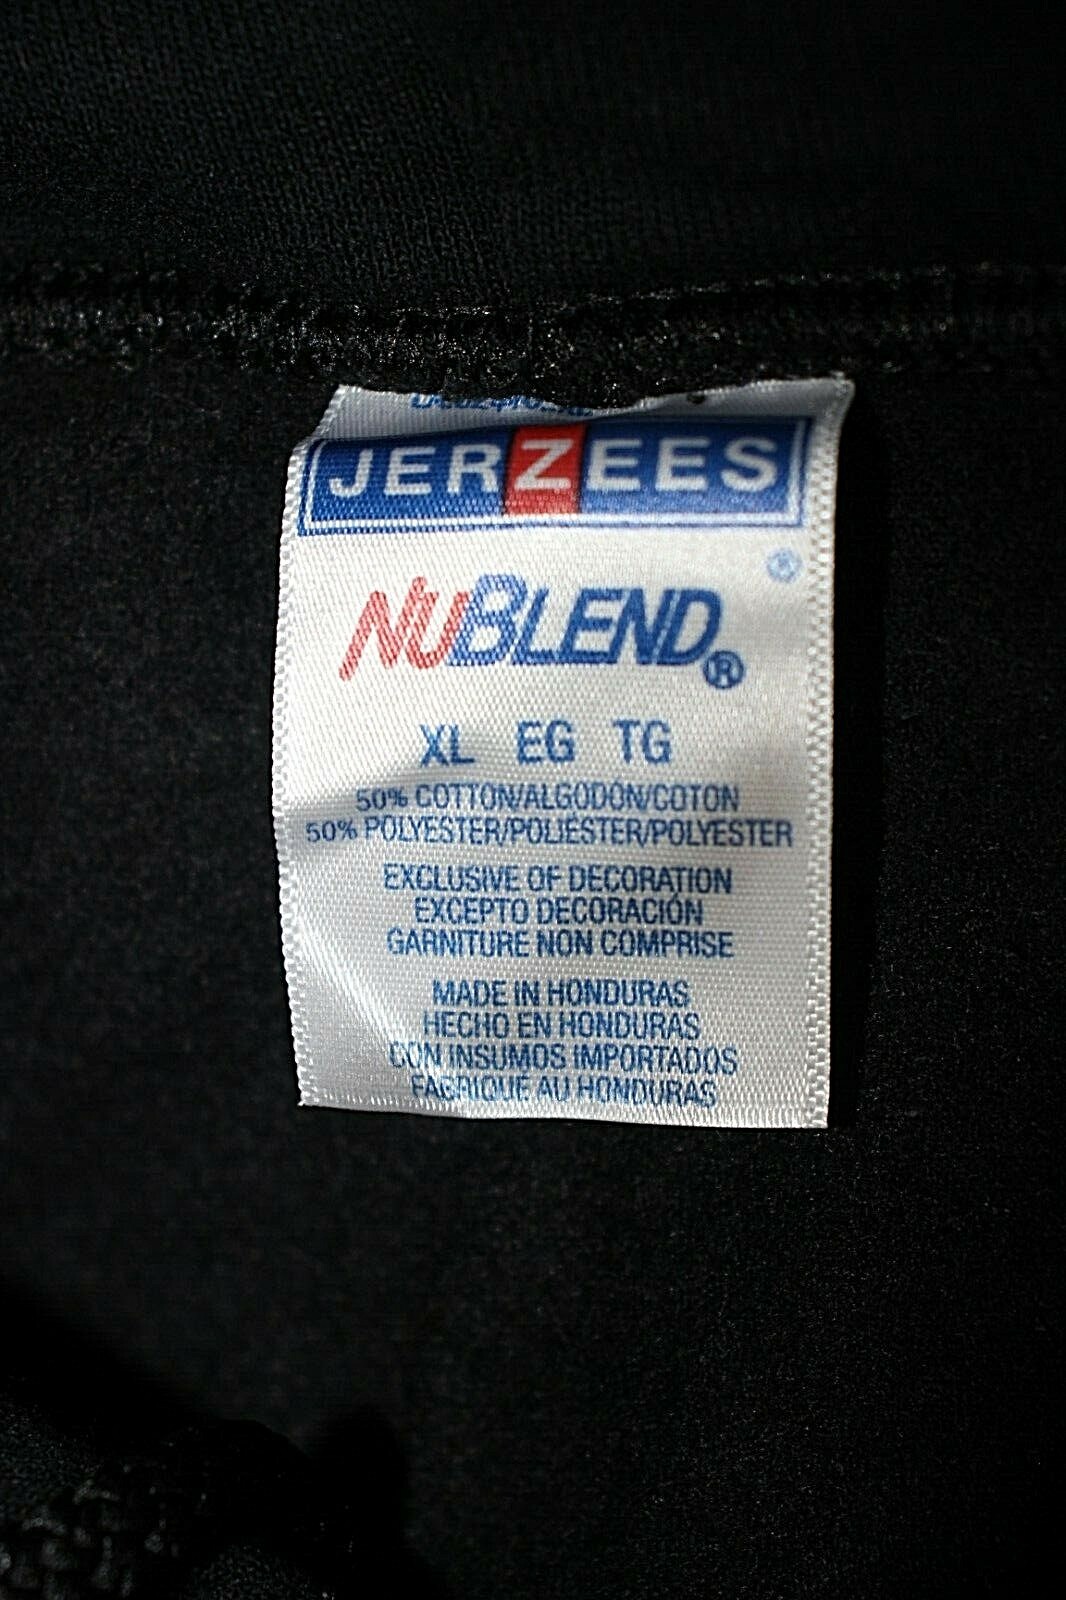 JERZEES
®
NUBLEND®
XL EG TG
50% COTTON/ALGODÓN/COTON
50% POLYESTER/POLIÉSTER/POLYESTER
EXCLUSIVE OF DECORATION
EXCEPTO DECORACIÓN
GARNITURE NON COMPRISE
MADE IN HONDURAS
HECHO EN HONDURAS
CON INSUMOS IMPORTADOS
FABRIQUE AU HONDURAS